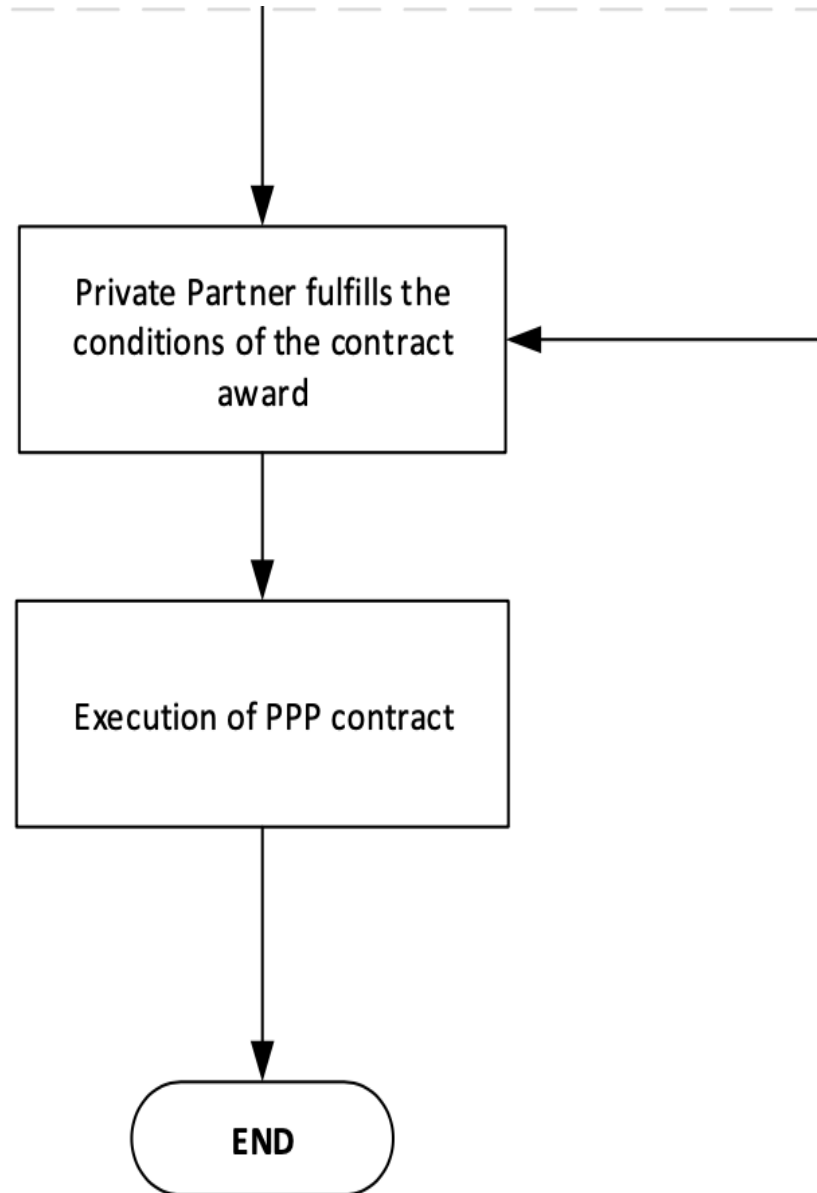 Private Partner fulfills the
conditions of the contract
award
Execution of PPP contract
END